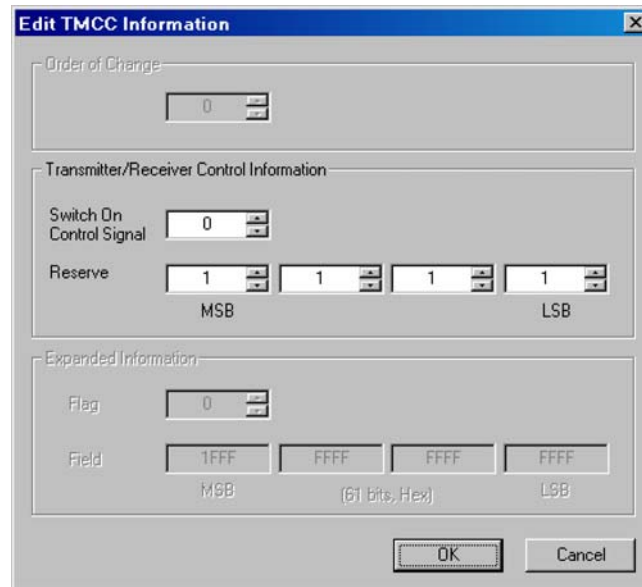 Edit TMCC Information
Order of Change
0
Transmitter/Receiver Control Information
Switch On
Control Signal
0
Reserve
1 1 1 1
MSB LSB
Expanded Information
Flag
0
Field
1FFF FFFF FFFF FFFF
MSB (61 bits, Hex) LSB
OK Cancel